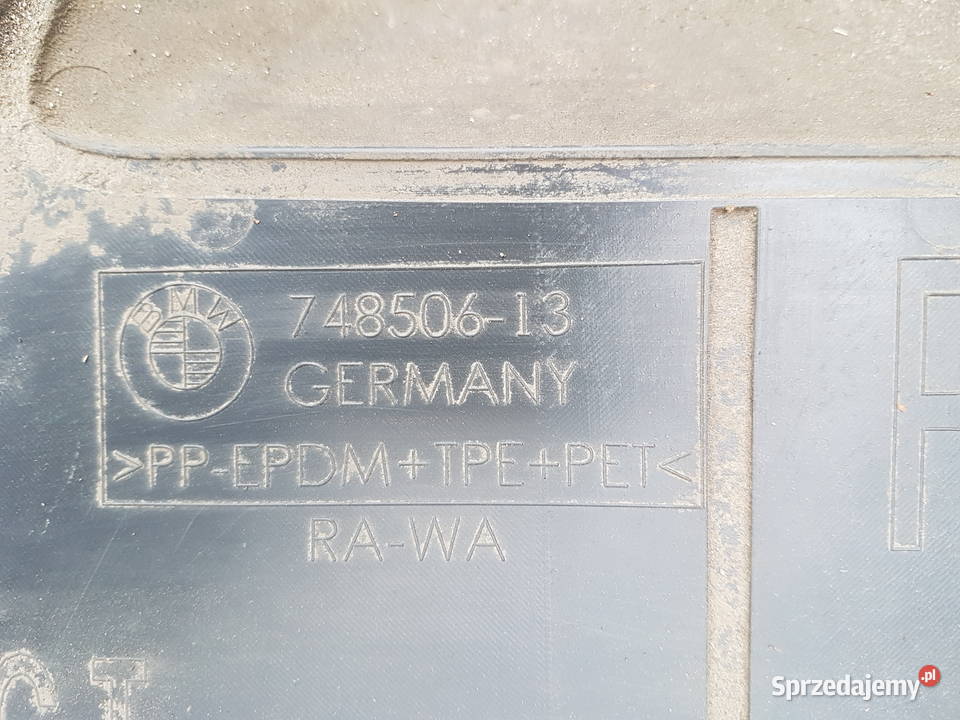 BMW
748506-13
GERMANY
>PP-EPDM+TPE+PET<
RA-WA
Sprzedajemy.pl